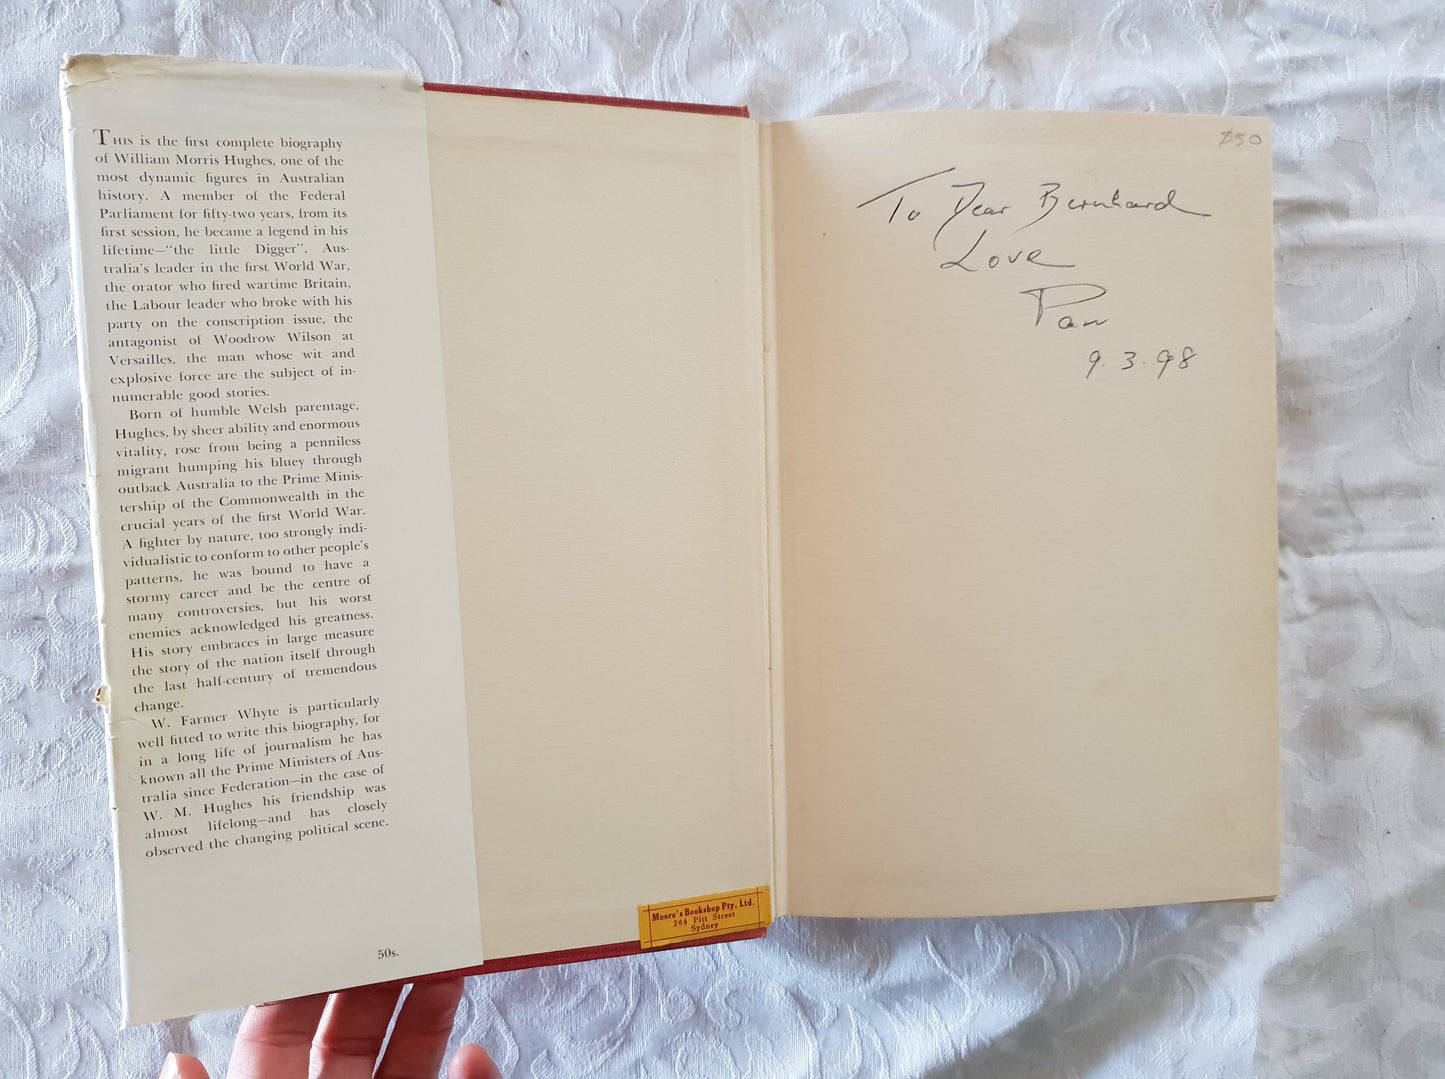 THIS is the first complete biography
of William Morris Hughes, one of the
most dynamic figures in Australian
history. A member of the Federal
Parliament for fifty-two years, from its
first session, he became a legend in his
lifetime—"the little Digger", Aus-
tralia's leader in the first World War,
the orator who fired wartime Britain,
the Labour leader who broke with his
party on the conscription issue, the
antagonist of Woodrow Wilson at
Versailles, the man whose wit and
explosive force are the subject of in-
numerable good stories.
Born of humble Welsh parentage,
Hughes, by sheer ability and enormous
vitality, rose from being a penniless
migrant humping his bluey through
outback Australia to the Prime Minis-
tership of the Commonwealth in the
crucial years of the first World War.
A fighter by nature, too strongly indi-
vidualistic to conform to other people's
patterns, he was bound to have a
stormy career and be the centre of
many controversies, but his worst
enemies acknowledged his greatness.
His story embraces in large measure
the story of the nation itself through
the last half-century of tremendous
change.
W. Farmer Whyte is particularly
well fitted to write this biography, for
in a long life of journalism he has
known all the Prime Ministers of Aus-
tralia since Federation—in the case of
W. M. Hughes his friendship was
almost lifelong—and has closely
observed the changing political scene.
50s.
Moore's Bookshop Pty. Ltd.
264 Pitt Street
Sydney
$50
To Dear Bernhard
Love
Pam
9.3.98